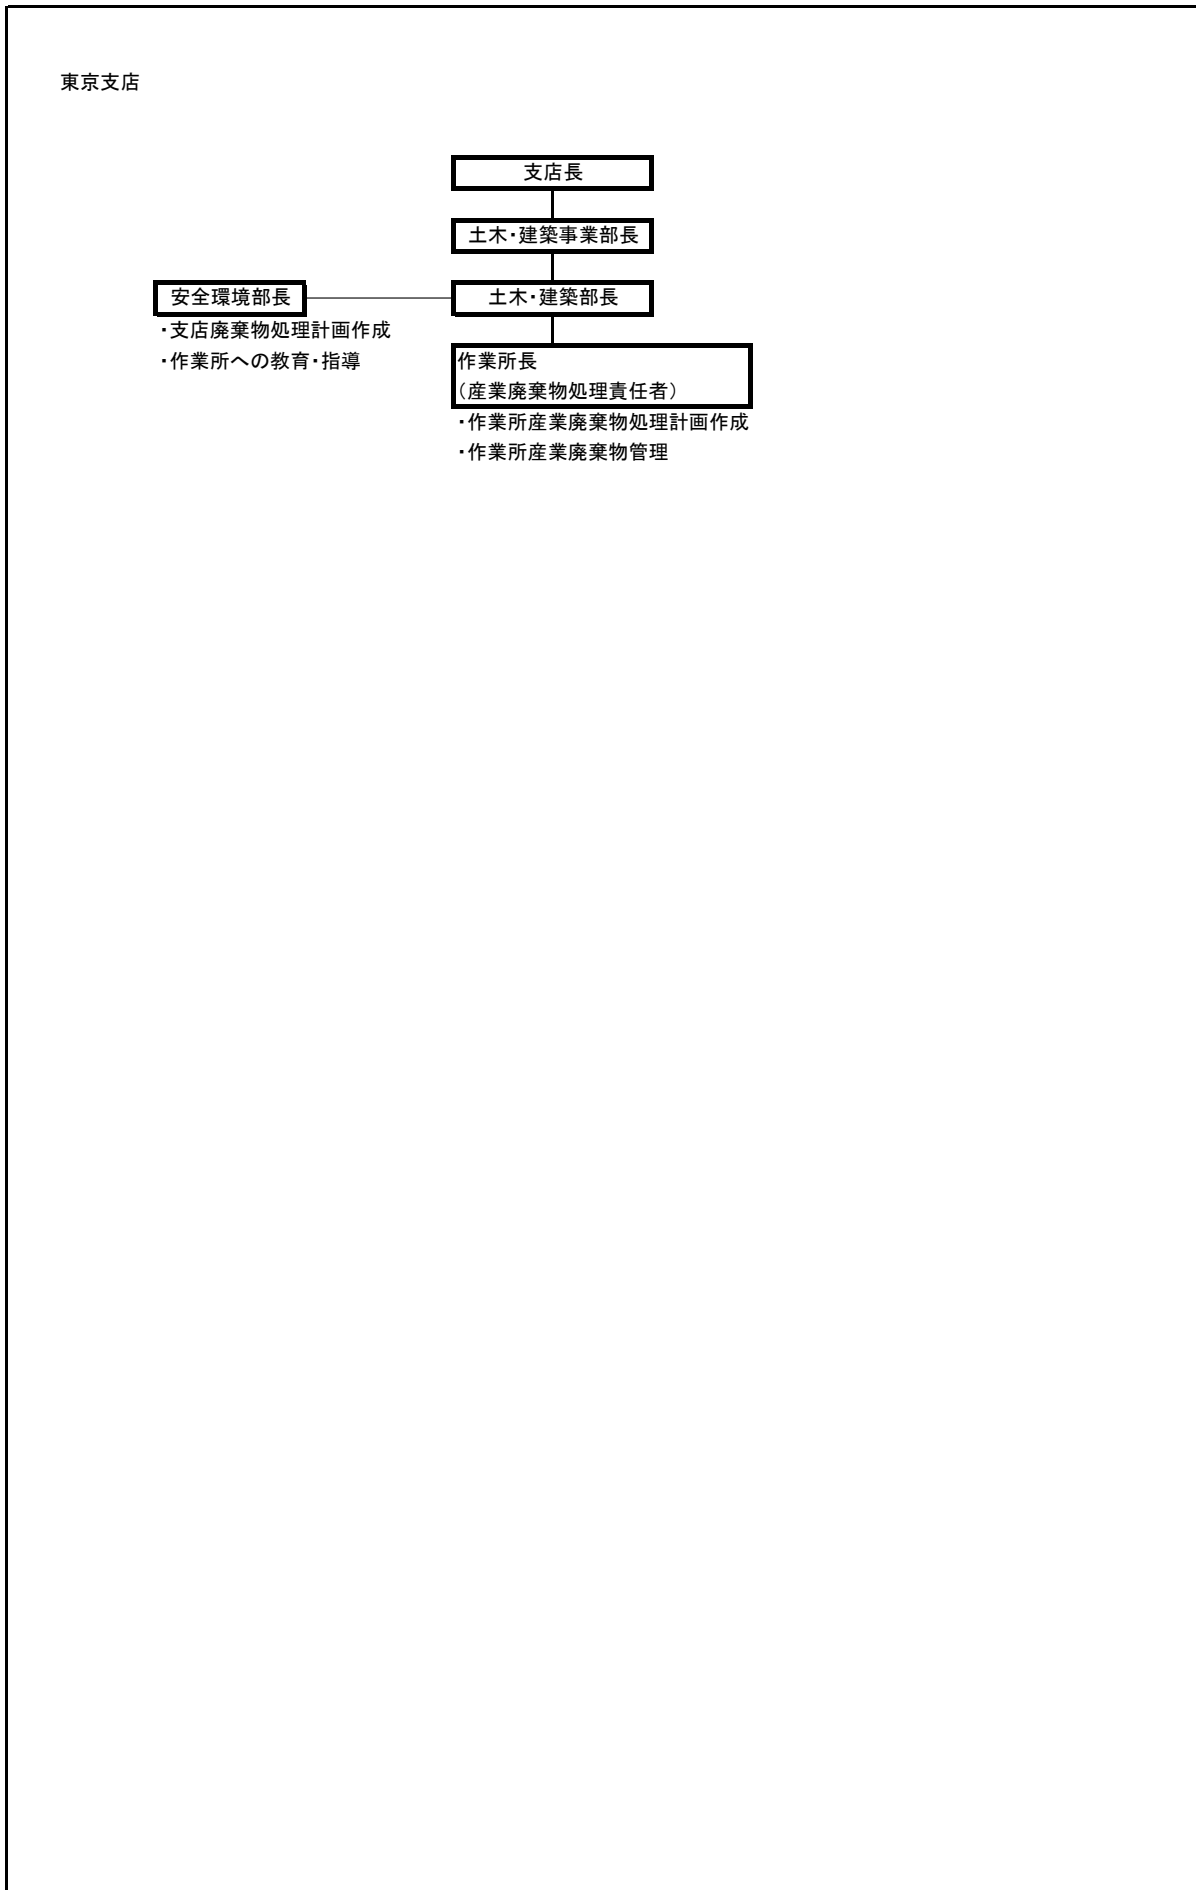 東京支店
支店長
土木・建築事業部長
安全環境部長
土木・建築部長
・支店廃棄物処理計画作成
・作業所への教育・指導
作業所長
（産業廃棄物処理責任者）
・作業所産業廃棄物処理計画作成
・作業所産業廃棄物管理